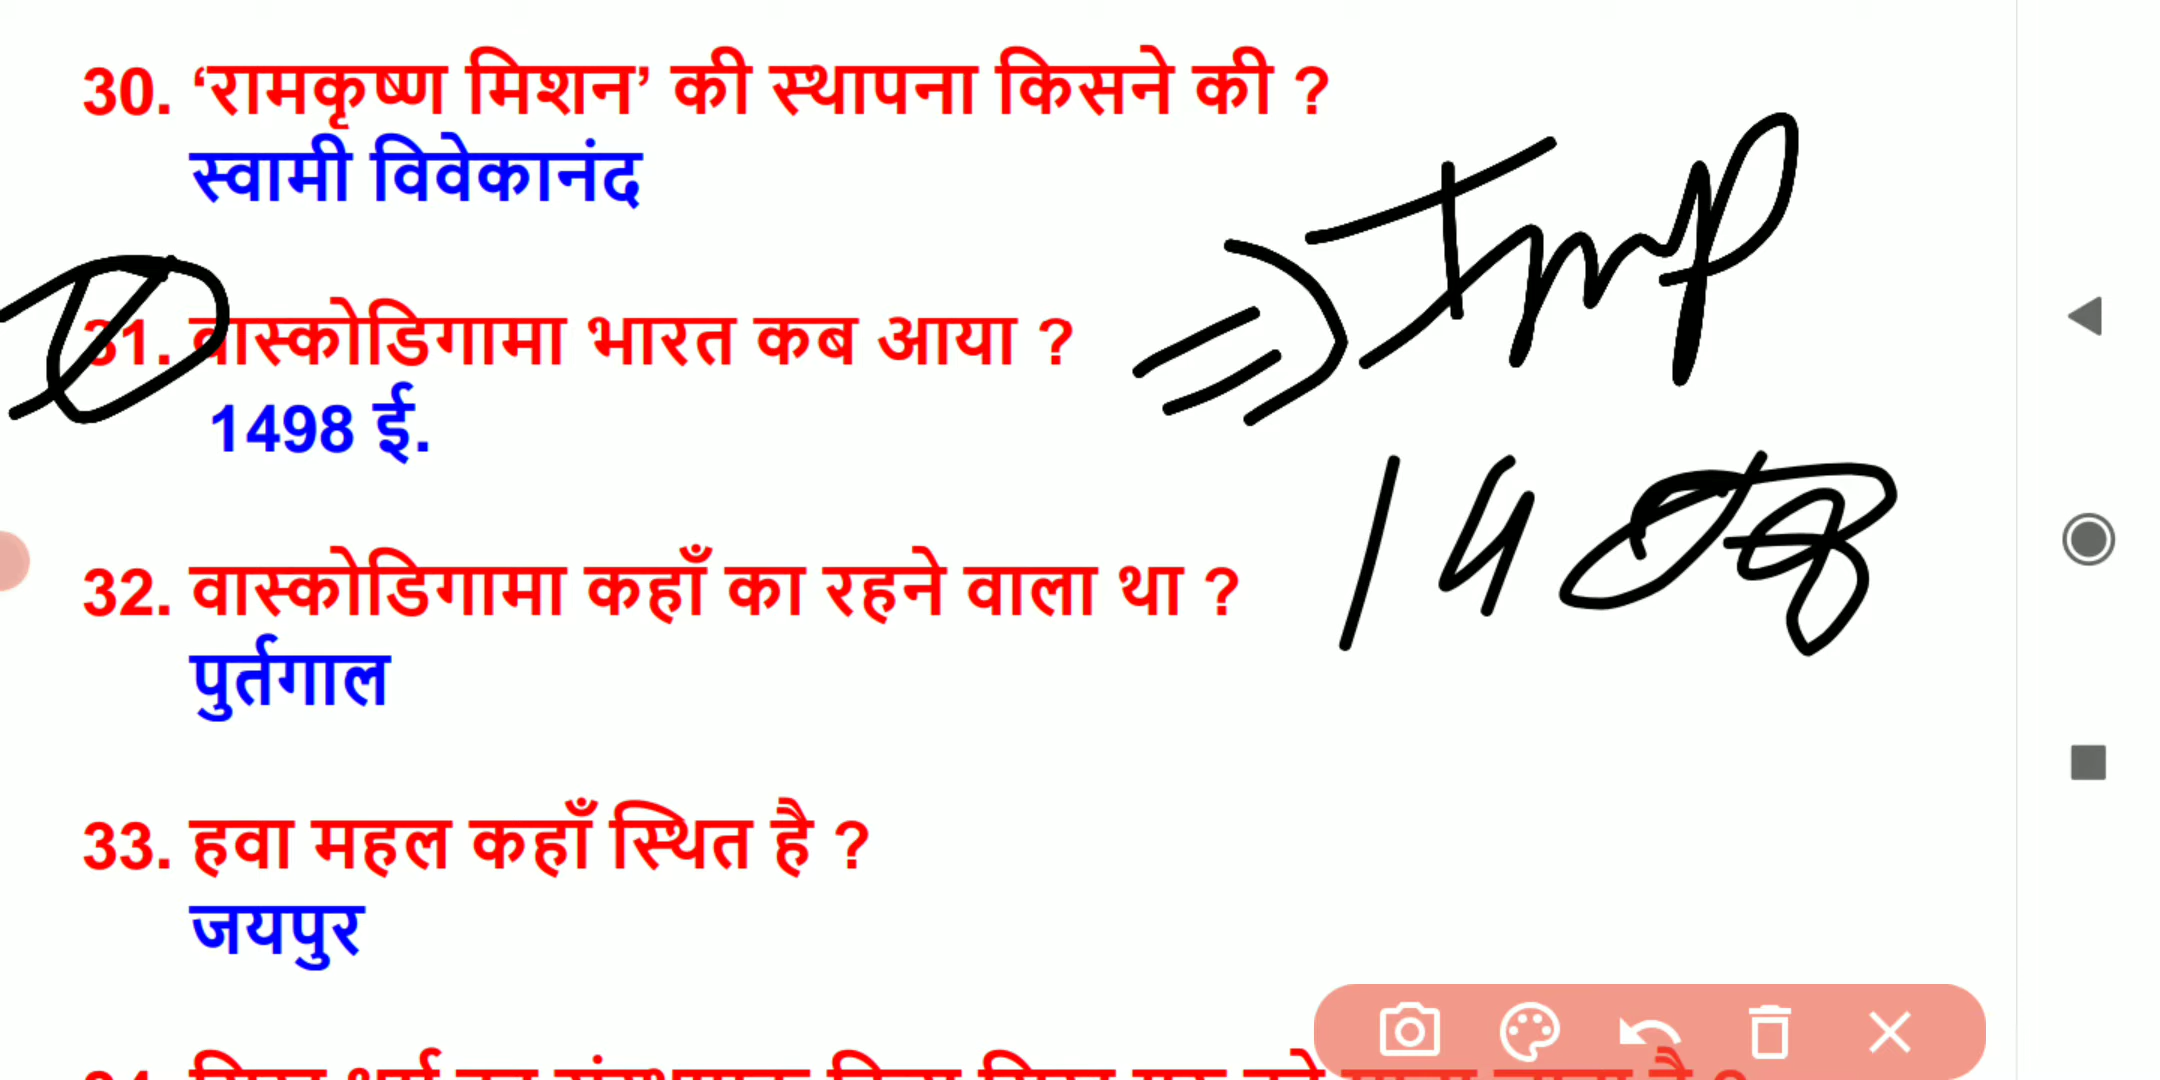 30. ‘रामकृष्ण मिशन’ की स्थापना किसने की ?
स्वामी विवेकानंद
31. वास्कोडिगामा भारत कब आया ?
Imp
1498 ई.
1498
32. वास्कोडिगामा कहाँ का रहने वाला था ?
पुर्तगाल
33. हवा महल कहाँ स्थित है ?
जयपुर